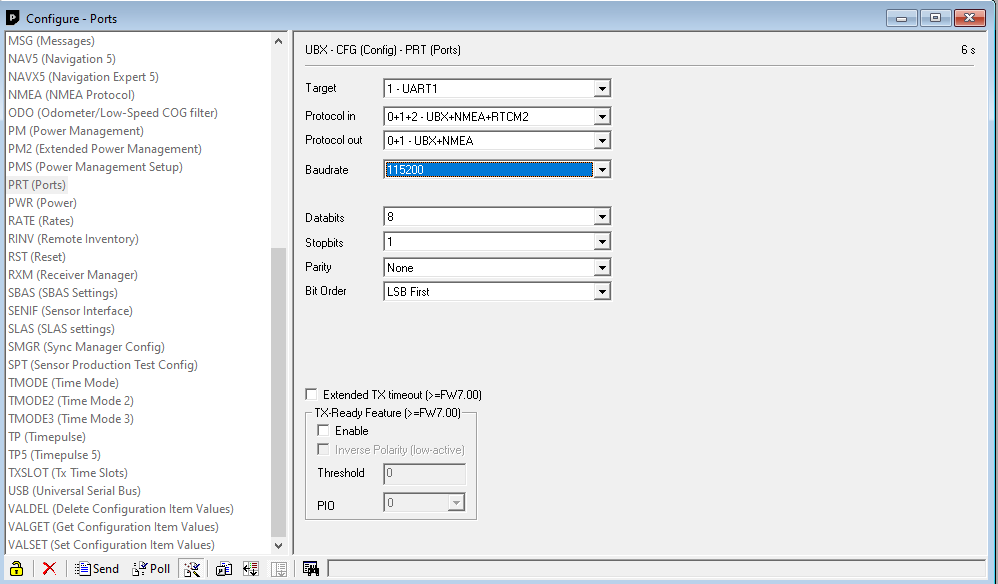 Configure - Ports
MSG (Messages)
NAV5 (Navigation 5)
NAVX5 (Navigation Expert 5)
NMEA (NMEA Protocol)
ODO (Odometer/Low-Speed COG filter)
PM (Power Management)
PM2 (Extended Power Management)
PMS (Power Management Setup)
PRT (Ports)
PWR (Power)
RATE (Rates)
RINV (Remote Inventory)
RST (Reset)
RXM (Receiver Manager)
SBAS (SBAS Settings)
SENIF (Sensor Interface)
SLAS (SLAS settings)
SMGR (Sync Manager Config)
SPT (Sensor Production Test Config)
TMODE (Time Mode)
TMODE2 (Time Mode 2)
TMODE3 (Time Mode 3)
TP (Timepulse)
TP5 (Timepulse 5)
TXSLOT (Tx Time Slots)
USB (Universal Serial Bus)
VALDEL (Delete Configuration Item Values)
VALGET (Get Configuration Item Values)
VALSET (Set Configuration Item Values)
UBX - CFG (Config) - PRT (Ports) 6 s
Target 1 - UART1
Protocol in 0+1+2 - UBX+NMEA+RTCM2
Protocol out 0+1 - UBX+NMEA
Baudrate 115200
Databits 8
Stopbits 1
Parity None
Bit Order LSB First
Extended TX timeout (>=FW7.00)
TX-Ready Feature (>=FW7.00)
Enable
Inverse Polarity (low-active)
Threshold 0
PIO 0
Send Poll